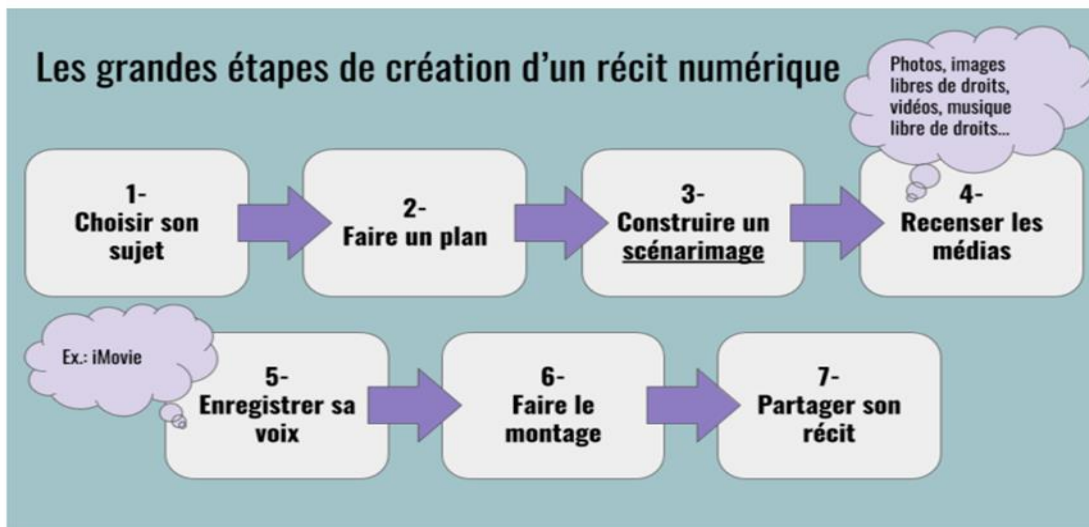 Les grandes étapes de création d’un récit numérique
Photos, images
libres de droits,
vidéos, musique
libre de droits...
1-
Choisir son
sujet
2-
Faire un plan
3-
Construire un
scénarimage
4-
Recenser les
médias
Ex.: iMovie
5-
Enregistrer sa
voix
6-
Faire le
montage
7-
Partager son
récit